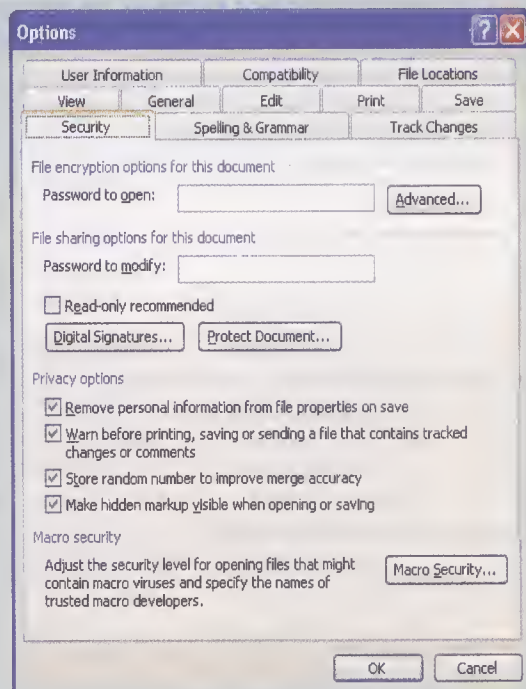 Options
User Information Compatibility File Locations
View General Edit Print Save
Security Spelling & Grammar Track Changes
File encryption options for this document
Password to open:
Advanced...
File sharing options for this document
Password to modify:
Read-only recommended
Digital Signatures... Protect Document...
Privacy options
Remove personal information from file properties on save
Warn before printing, saving or sending a file that contains tracked
changes or comments
Store random number to improve merge accuracy
Make hidden markup visible when opening or saving
Macro security
Adjust the security level for opening files that might
contain macro viruses and specify the names of
trusted macro developers.
Macro Security...
OK Cancel